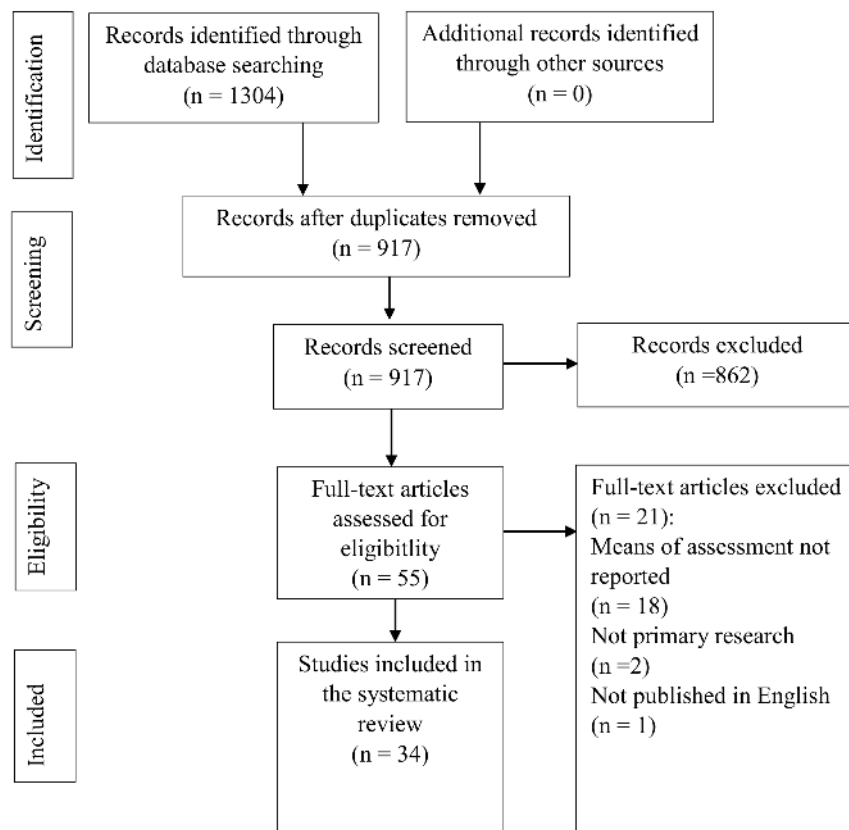 Identification
Records identified through
database searching
(n = 1304)
Additional records identified
through other sources
(n = 0)
Screening
Records after duplicates removed
(n = 917)
Records screened
(n = 917)
Records excluded
(n =862)
Eligibility
Full-text articles
assessed for
eligibitlity
(n = 55)
Full-text articles excluded
(n = 21):
Means of assessment not
reported
(n = 18)
Not primary research
(n =2)
Not published in English
(n = 1)
Included
Studies included in
the systematic
review
(n = 34)